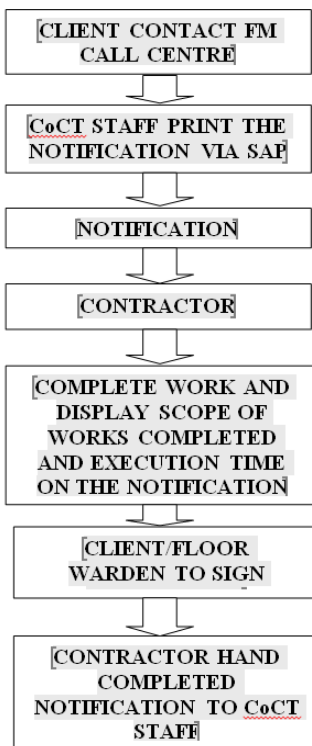 [CLIENT CONTACT FM
CALL CENTRE]
[CoCT STAFF PRINT THE
NOTIFICATION VIA SAP]
[NOTIFICATION]
[CONTRACTOR]
[COMPLETE WORK AND
DISPLAY SCOPE OF
WORKS COMPLETED
AND EXECUTION TIME
ON THE NOTIFICATION]
[CLIENT/FLOOR
WARDEN TO SIGN
[CONTRACTOR HAND
COMPLETED
NOTIFICATION TO CoCT
STAFF]